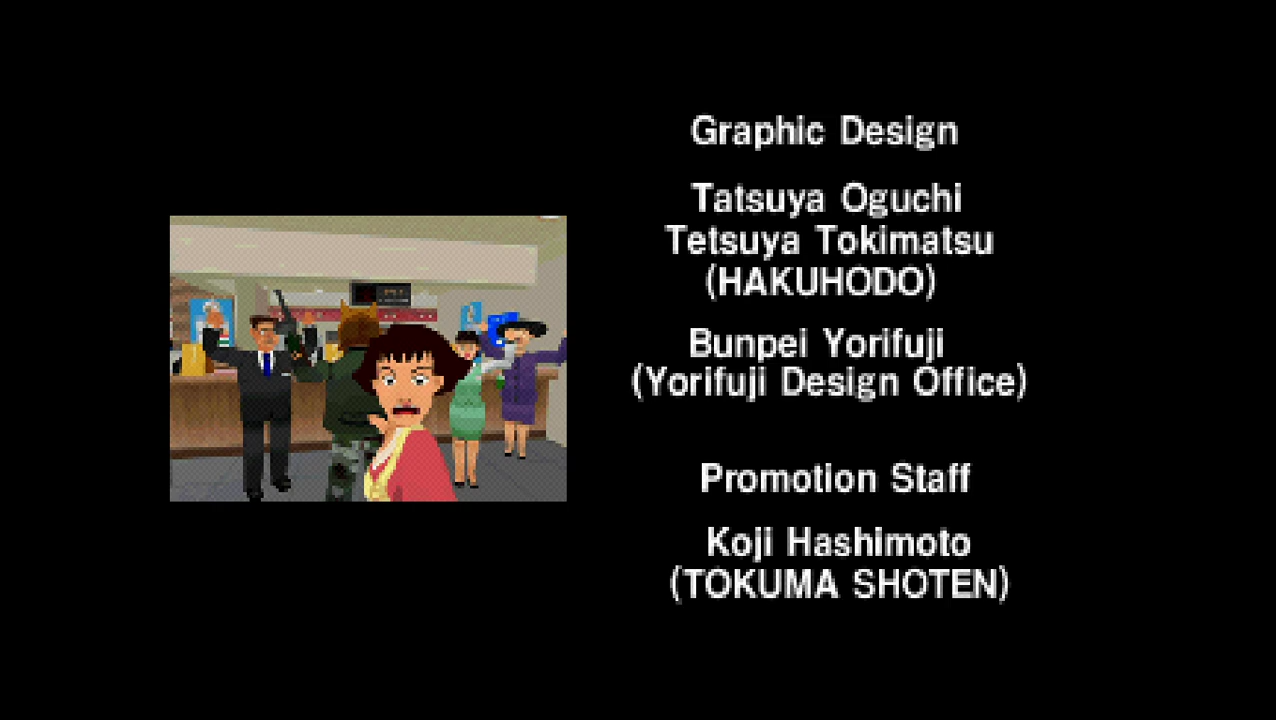 Graphic Design
Tatsuya Oguchi
Tetsuya Tokimatsu
(HAKUHODO)
Bunpei Yorifuji
(Yorifuji Design Office)
Promotion Staff
Koji Hashimoto
(TOKUMA SHOTEN)